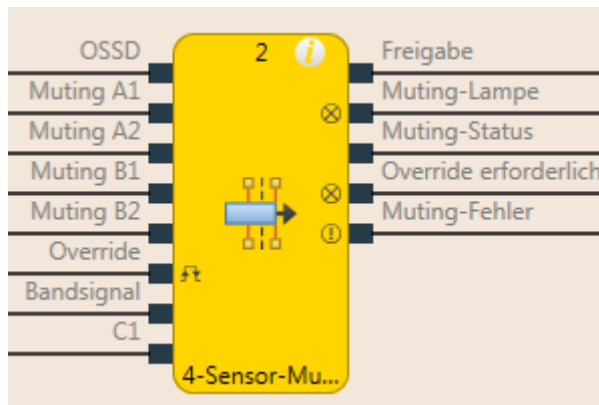 OSSD
2
i
Freigabe
Muting A1
Muting-Lampe
Muting A2
Muting-Status
Muting B1
Override erforderlich
Muting B2
Muting-Fehler
Override
Bandsignal
C1
4-Sensor-Mu...